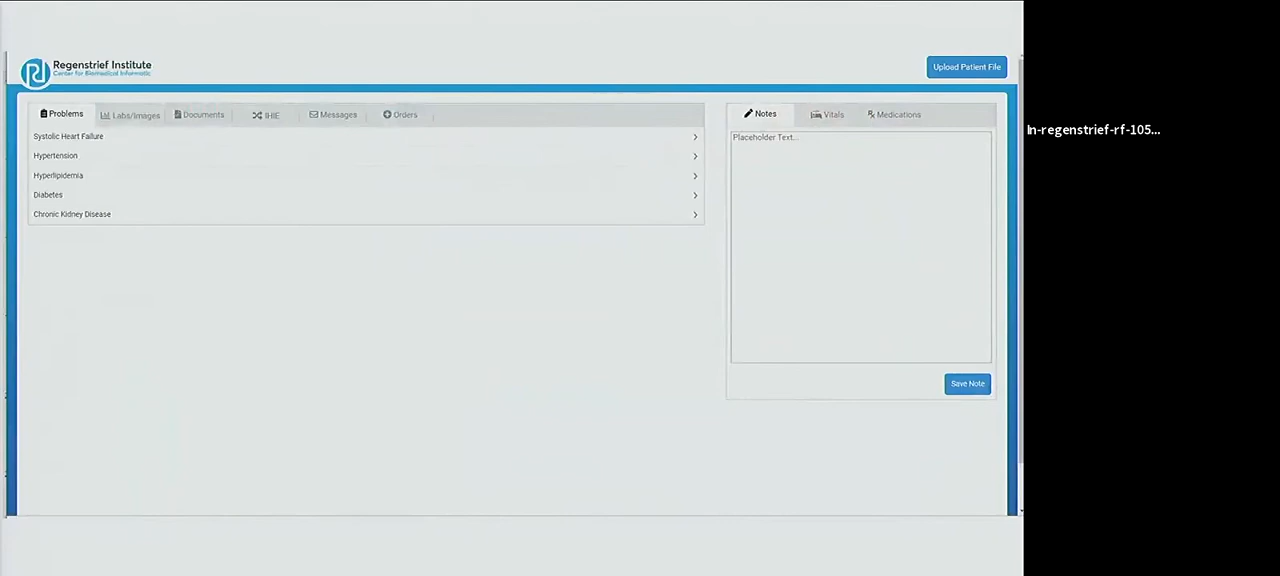 Regenstrief Institute
Center for Biomedical Informatic
Upload Patient File
Problems
Labs/Images
Documents
IHIE
Messages
Orders
Systolic Heart Failure
Hypertension
Hyperlipidemia
Diabetes
Chronic Kidney Disease
Notes
Vitals
Medications
Placeholder Text...
Save Note
In-regenstrief-rf-105...